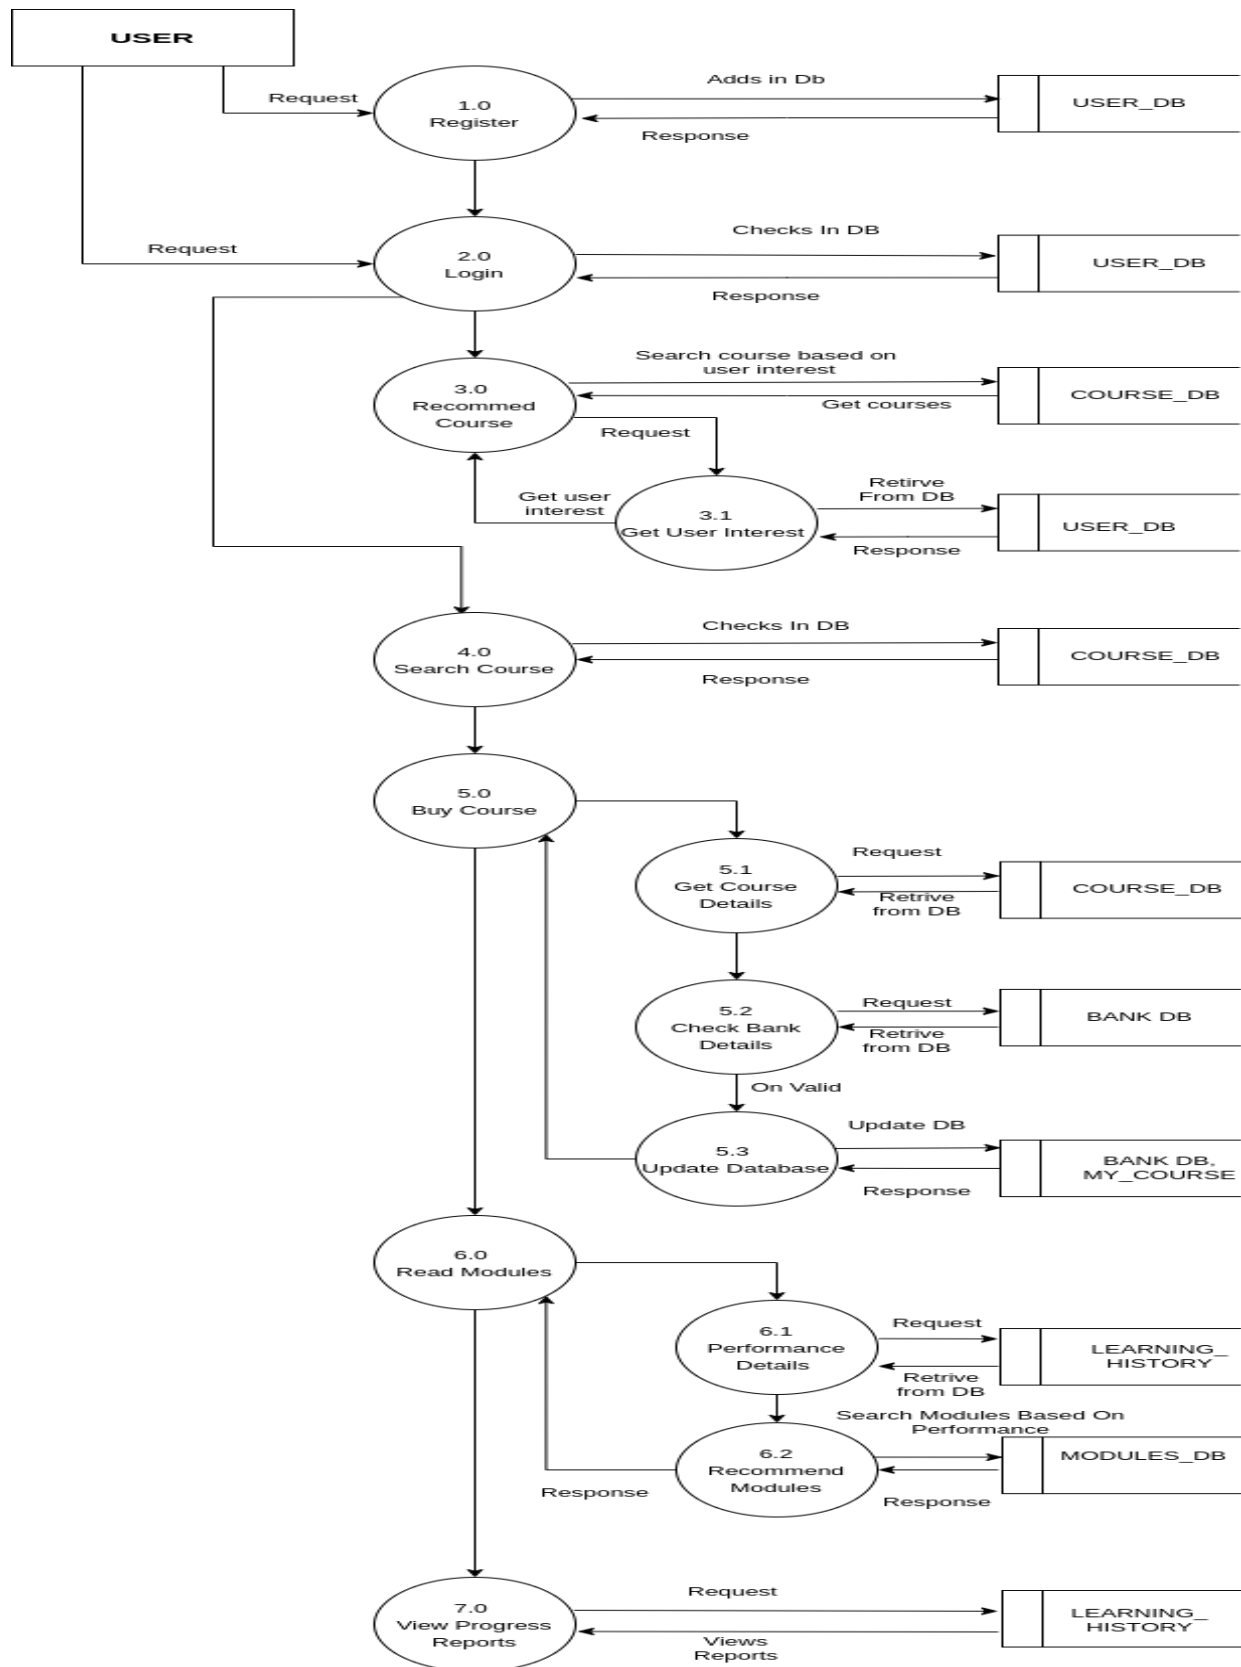 USER
Request
1.0
Register
Adds in Db
Response
USER_DB
Request
2.0
Login
Checks In DB
Response
USER_DB
3.0
Recommed
Course
Search course based on
user interest
Get courses
COURSE_DB
Request
Get user
interest
3.1
Get User Interest
Retirve
From DB
Response
USER_DB
4.0
Search Course
Checks In DB
Response
COURSE_DB
5.0
Buy Course
5.1
Get Course
Details
Request
Retrive
from DB
COURSE_DB
5.2
Check Bank
Details
Request
Retrive
from DB
BANK DB
On Valid
5.3
Update Database
Update DB
Response
BANK DB,
MY_COURSE
6.0
Read Modules
6.1
Performance
Details
Request
Retrive
from DB
LEARNING_
HISTORY
Search Modules Based On
Performance
6.2
Recommend
Modules
Response
Response
MODULES_DB
7.0
View Progress
Reports
Request
Views
Reports
LEARNING_
HISTORY